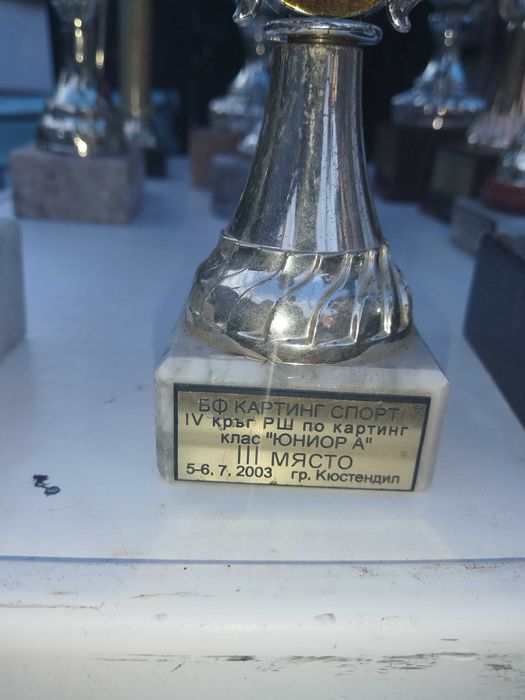 БФ КАРТИНГ СПОРТ
IV кръг РШ по картинг
клас "ЮНИОР А"
III МЯСТО
5-6. 7. 2003 гр. Кюстендил